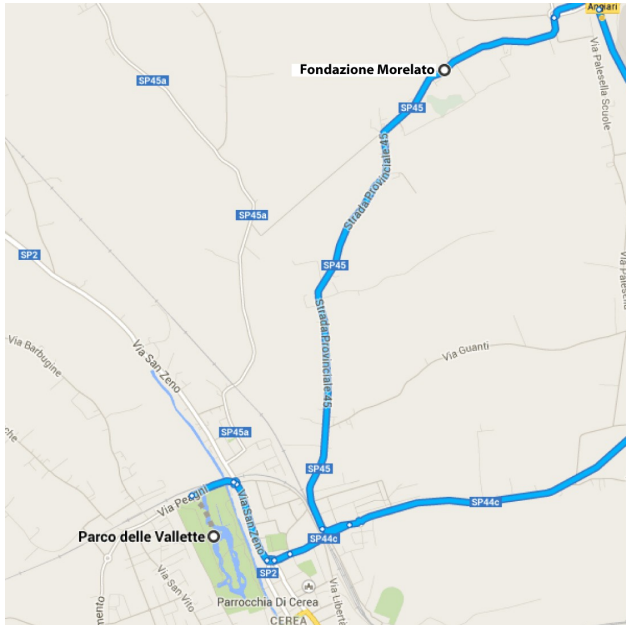 Angiari
Fondazione Morelato
Via Palesella Scuole
SP45a
SP45
Strada Provinciale 45
SP45a
SP2
SP45
Via Palesella
Strada Provinciale 45
Via San Zeno
Via Barbugine
Via Guanti
SP45a
SP45
Via Perigni
SP44c
Via San Zeno
Parco delle Vallette
SP44c
SP2
Via San Vito
Via Libertà
Parrocchia Di Cerea
CEREA